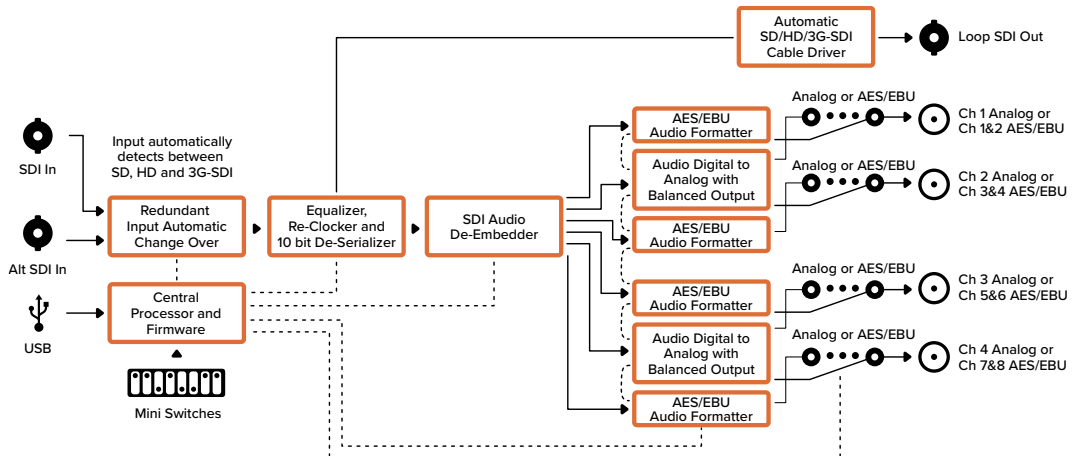 Automatic
SD/HD/3G-SDI
Cable Driver
Loop SDI Out
SDI In
Input automatically
detects between
SD, HD and 3G-SDI
Alt SDI In
Redundant
Input Automatic
Change Over
Equalizer,
Re-Clocker and
10 bit De-Serializer
SDI Audio
De-Embedder
USB
Central
Processor and
Firmware
Mini Switches
AES/EBU
Audio Formatter
Audio Digital to
Analog with
Balanced Output
AES/EBU
Audio Formatter
AES/EBU
Audio Formatter
Audio Digital to
Analog with
Balanced Output
AES/EBU
Audio Formatter
Analog or AES/EBU
Ch 1 Analog or
Ch 1&2 AES/EBU
Analog or AES/EBU
Ch 2 Analog or
Ch 3&4 AES/EBU
Analog or AES/EBU
Ch 3 Analog or
Ch 5&6 AES/EBU
Analog or AES/EBU
Ch 4 Analog or
Ch 7&8 AES/EBU